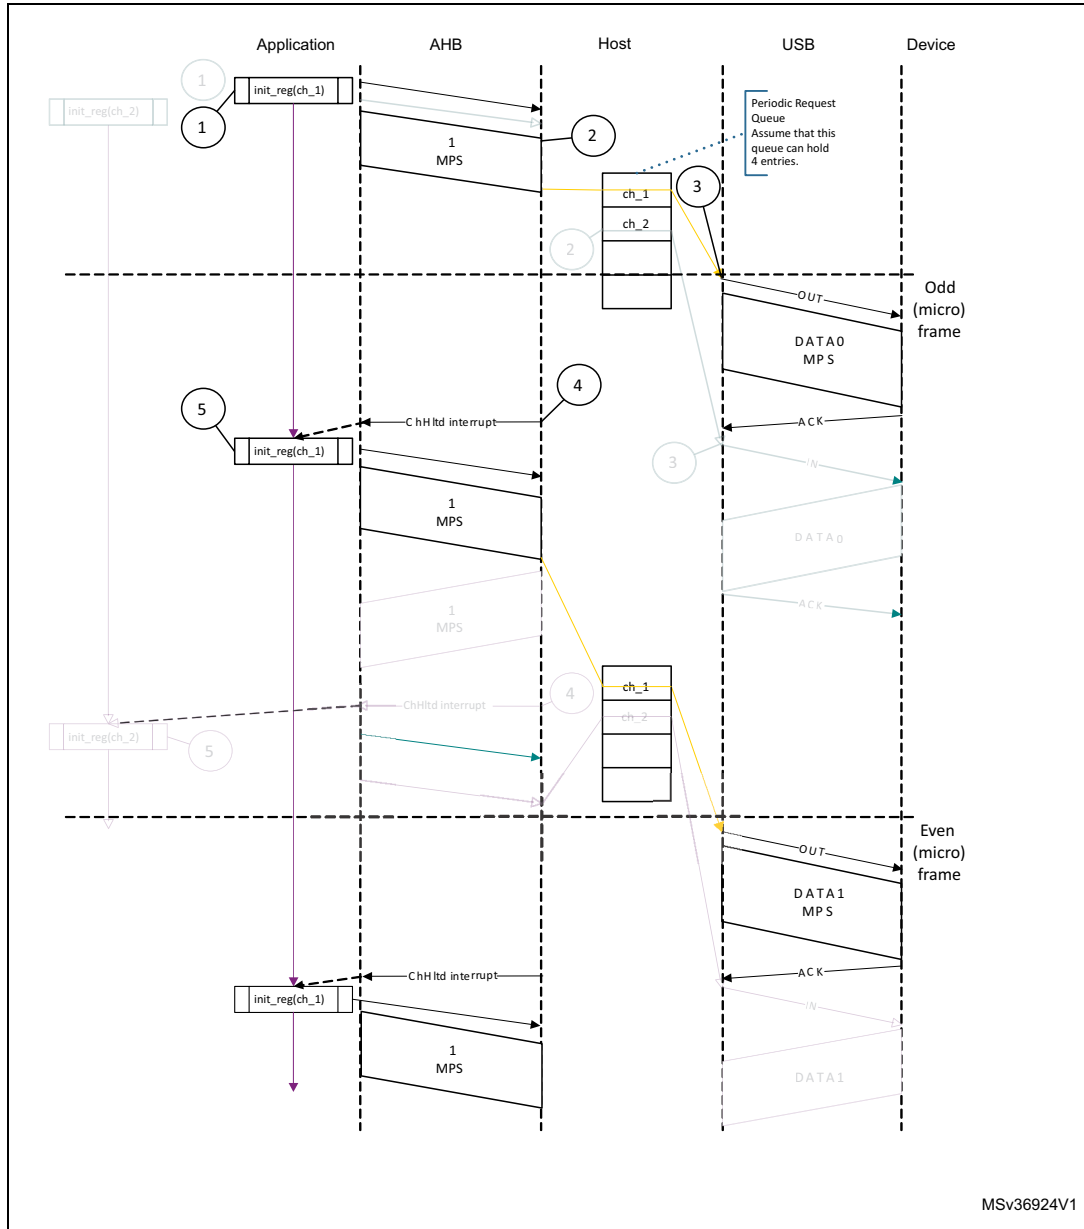 Application
AHB
Host
USB
Device
1
init_reg(ch_1)
init_reg(ch_2)
1
Periodic Request
Queue
Assume that this
queue can hold
4 entries.
1
MPS
2
3
ch_1
ch_2
2
Odd
(micro)
frame
OUT
DATA0
MPS
4
5
ChHltd interrupt
ACK
init_reg(ch_1)
3
IN
1
MPS
DATA0
ACK
1
MPS
ch_1
4
ChHltd interrupt
ch_2
init_reg(ch_2)
5
Even
(micro)
frame
OUT
DATA1
MPS
ChHltd interrupt
ACK
init_reg(ch_1)
IN
1
MPS
DATA1
MSv36924V1